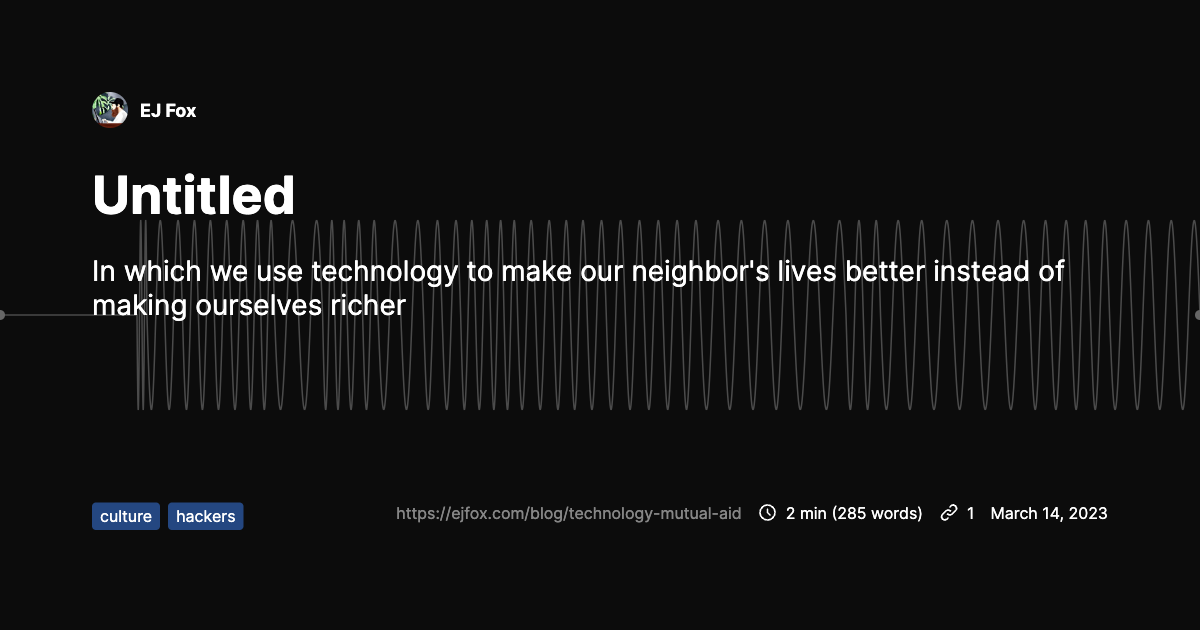 EJ Fox
Untitled
In which we use technology to make our neighbor's lives better instead of
making ourselves richer
culture hackers https://ejfox.com/blog/technology-mutual-aid 2 min (285 words) 1 March 14, 2023